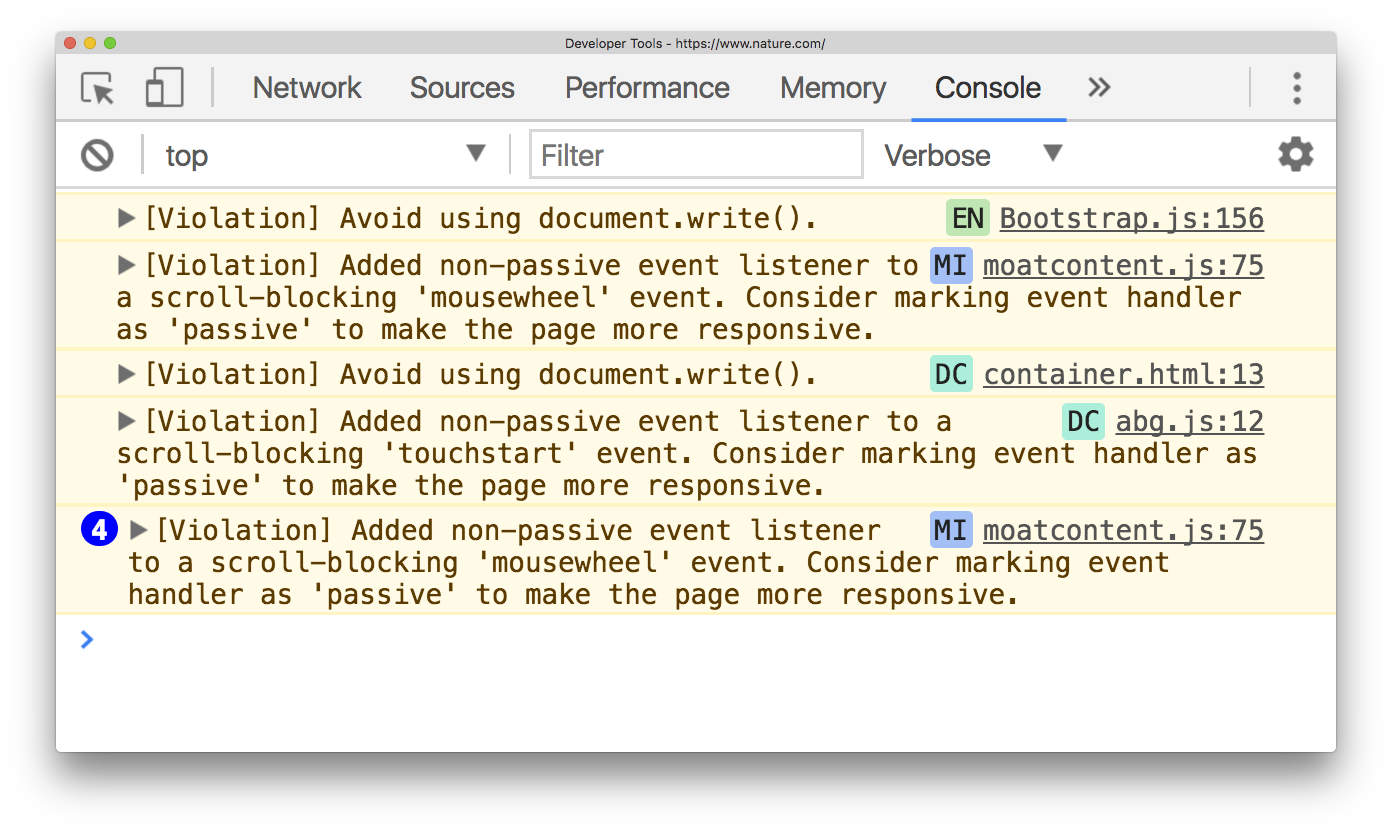 Developer Tools - https://www.nature.com/
Network Sources Performance Memory Console
top Filter Verbose
[Violation] Avoid using document.write(). EN Bootstrap.js:156
[Violation] Added non-passive event listener to MI moatcontent.js:75
a scroll-blocking 'mousewheel' event. Consider marking event handler
as 'passive' to make the page more responsive.
[Violation] Avoid using document.write(). DC container.html:13
[Violation] Added non-passive event listener to a DC abg.js:12
scroll-blocking 'touchstart' event. Consider marking event handler as
'passive' to make the page more responsive.
4 [Violation] Added non-passive event listener MI moatcontent.js:75
to a scroll-blocking 'mousewheel' event. Consider marking event
handler as 'passive' to make the page more responsive.